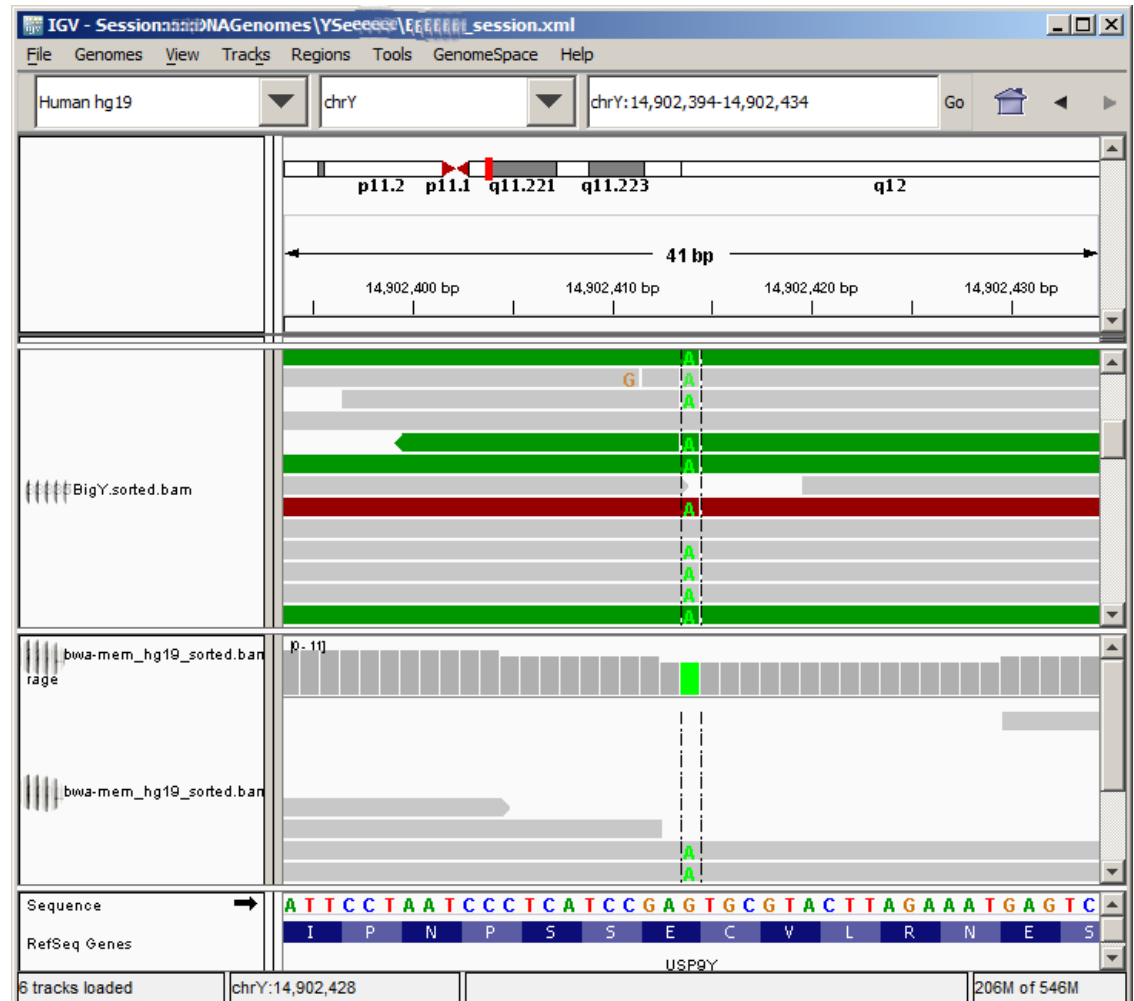 IGV - Session
DNAGenomes\
_session.xml
File Genomes View Tracks Regions Tools GenomeSpace Help
Human hg19 chrY chrY:14,902,394-14,902,434 Go
p11.2 p11.1 q11.221 q11.223 q12
41 bp
14,902,400 bp 14,902,410 bp 14,902,420 bp 14,902,430 bp
A
G A
A
A
A
BigY.sorted.bam
A
A
A
A
A
[0 - 11]
bwa-mem_hg19_sorted.bam
rage
bwa-mem_hg19_sorted.bam
A
A
Sequence A T T C C T A A T C C C T C A T C C G A G T G C G T A C T T A G A A A T G A G T C
RefSeq Genes I P N P S S E C V L R N E S
USP9Y
6 tracks loaded chrY:14,902,428 206M of 546M